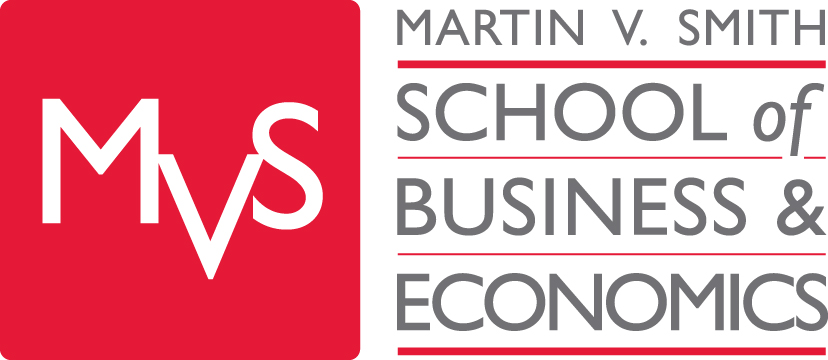 MVS
MARTIN V. SMITH
SCHOOL of
BUSINESS &
ECONOMICS